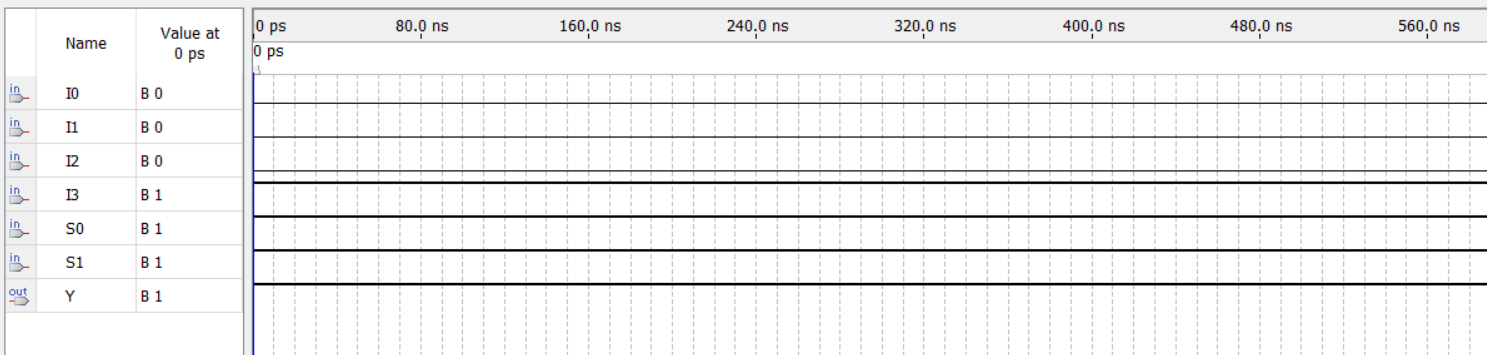 Name
Value at
0 ps
0 ps
80.0 ns
160.0 ns
240.0 ns
320.0 ns
400.0 ns
480.0 ns
560.0 ns
0 ps
in
I0
B 0
in
I1
B 0
in
I2
B 0
in
I3
B 1
in
S0
B 1
in
S1
B 1
out
Y
B 1